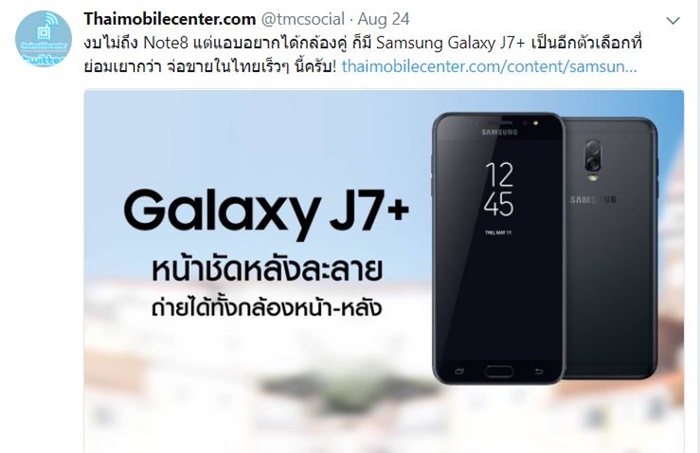 Thaimobilecenter.com @tmcsocial · Aug 24
งบไม่ถึง Note8 แต่แอบอยากได้กล้องคู่ ก็มี Samsung Galaxy J7+ เป็นอีกตัวเลือกที่
ย่อมเยากว่า จ่อขายในไทยเร็วๆ นี้ครับ! thaimobilecenter.com/content/samsun...
Thaimobilecenter
twitter
SAMSUNG
12
45
THU, MAY 11
SAMSUNG
Galaxy J7+
หน้าชัดหลังละลาย
ถ่ายได้ทั้งกล้องหน้า-หลัง